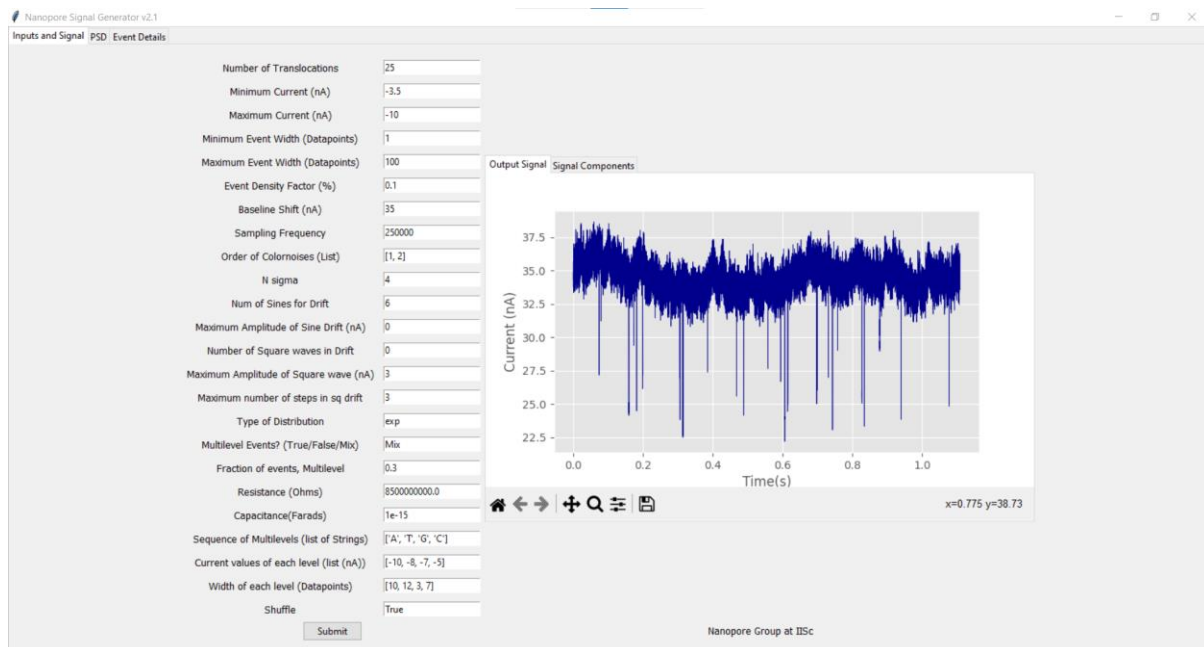 Nanopore Signal Generator v2.1
Inputs and Signal PSD Event Details
Number of Translocations 25
Minimum Current (nA) -3.5
Maximum Current (nA) -10
Minimum Event Width (Datapoints) 1
Maximum Event Width (Datapoints) 100
Event Density Factor (%) 0.1
Baseline Shift (nA) 35
Sampling Frequency 250000
Order of Colornoises (List) [1, 2]
N sigma 4
Num of Sines for Drift 6
Maximum Amplitude of Sine Drift (nA) 0
Number of Square waves in Drift 0
Maximum Amplitude of Square wave (nA) 3
Maximum number of steps in sq drift 3
Type of Distribution exp
Multilevel Events? (True/False/Mix) Mix
Fraction of events, Multilevel 0.3
Resistance (Ohms) 8500000000.0
Capacitance(Farads) 1e-15
Sequence of Multilevels (list of Strings) ['A', 'T', 'G', 'C']
Current values of each level (list (nA)) [-10, -8, -7, -5]
Width of each level (Datapoints) [10, 12, 3, 7]
Shuffle True
Submit
Output Signal Signal Components
Current (nA)
37.5
35.0
32.5
30.0
27.5
25.0
22.5
0.0 0.2 0.4 0.6 0.8 1.0
Time(s)
x=0.775 y=38.73
Nanopore Group at IISc